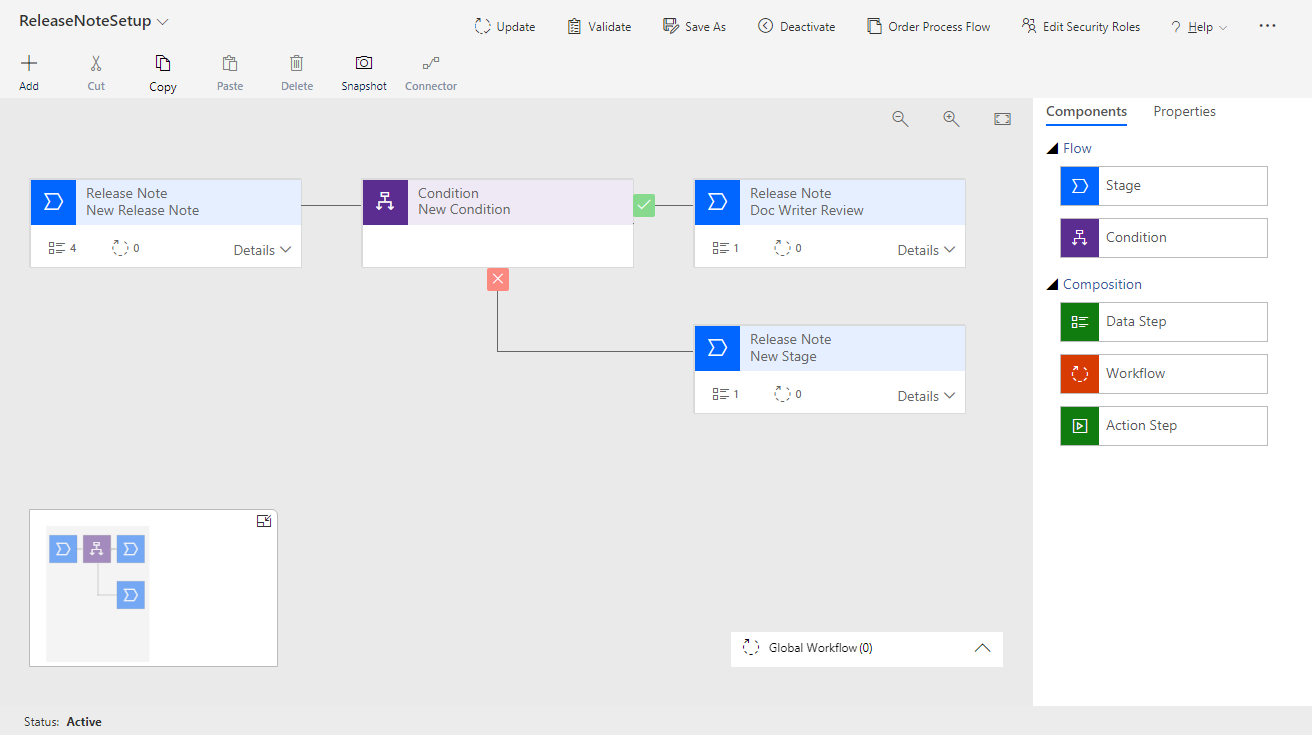 ReleaseNoteSetup
Update
Validate
Save As
Deactivate
Order Process Flow
Edit Security Roles
? Help
...
Add
Cut
Copy
Paste
Delete
Snapshot
Connector
Components
Properties
Flow
Stage
Condition
Composition
Data Step
Workflow
Action Step
Release Note
New Release Note
4
0
Details
Condition
New Condition
Release Note
Doc Writer Review
1
0
Details
Release Note
New Stage
1
0
Details
Global Workflow (0)
Status: Active